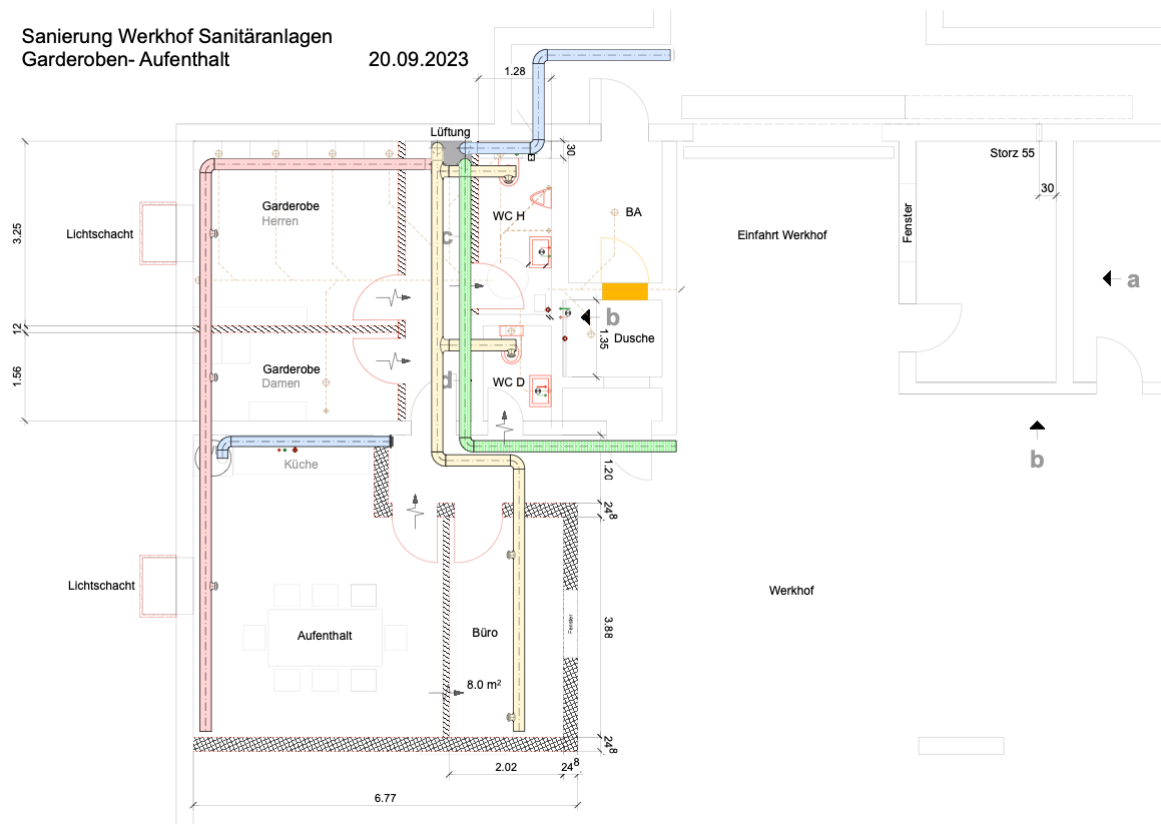 Sanierung Werkhof Sanitäranlagen
Garderoben- Aufenthalt 20.09.2023
1.28
Lüftung
30
Storz 55
30
Garderobe
Herren
WC H
BA
Lichtschacht
3.25
c
Einfahrt Werkhof
Fenster
a
b
12
1.35
Dusche
1.56
Garderobe
Damen
d
WC D
Küche
1.20
b
24⁸
Lichtschacht
Werkhof
Aufenthalt
Büro
Fenster
3.88
8.0 m²
24⁸
2.02
24⁸
6.77